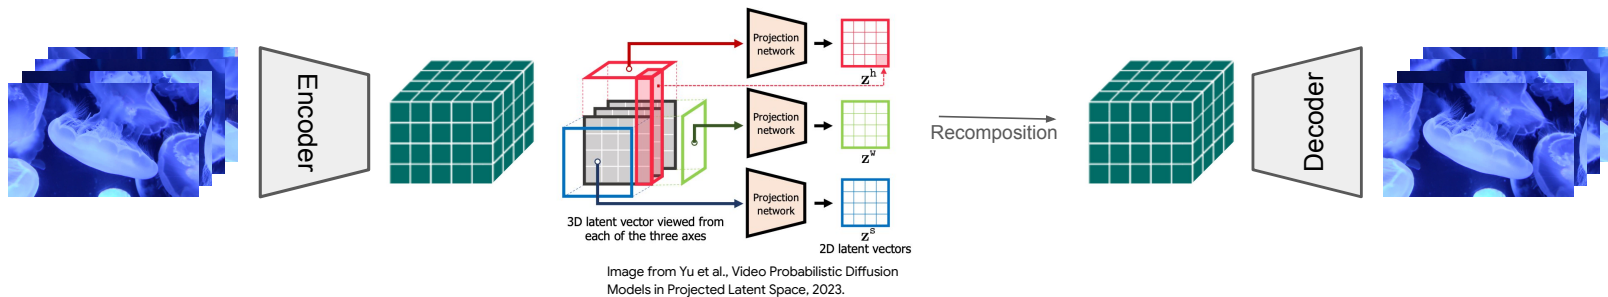 Encoder
Projection
network
z^h
Projection
network
z^w
Projection
network
z^s
3D latent vector viewed from
each of the three axes
2D latent vectors
Image from Yu et al., Video Probabilistic Diffusion
Models in Projected Latent Space, 2023.
Recomposition
Decoder